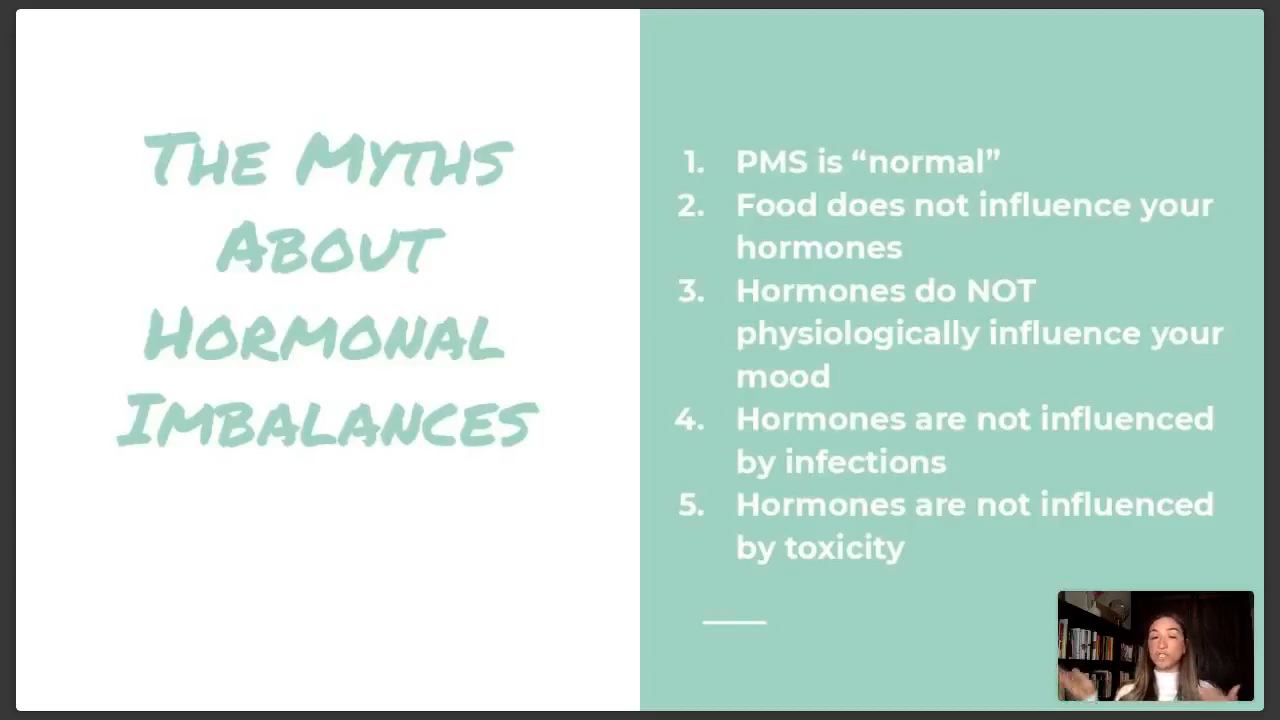 The Myths
About
Hormonal
Imbalances
1. PMS is “normal”
2. Food does not influence your
hormones
3. Hormones do NOT
physiologically influence your
mood
4. Hormones are not influenced
by infections
5. Hormones are not influenced
by toxicity